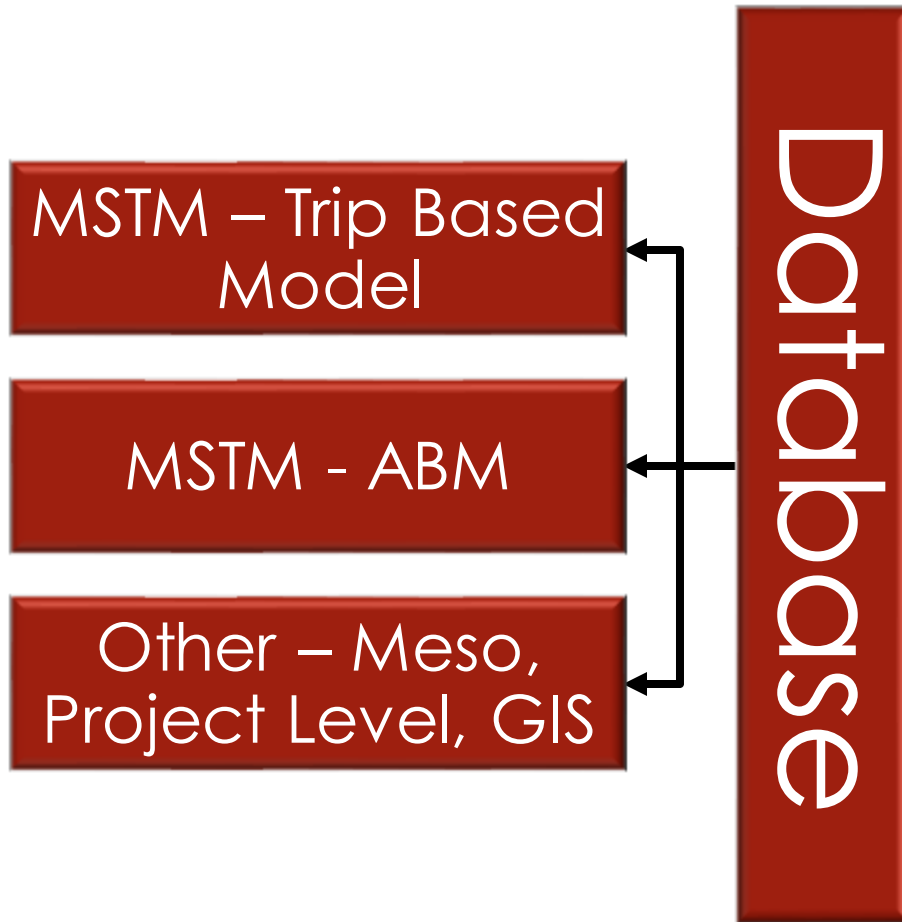 MSTM – Trip Based
Model
MSTM - ABM
Other – Meso,
Project Level, GIS
Database